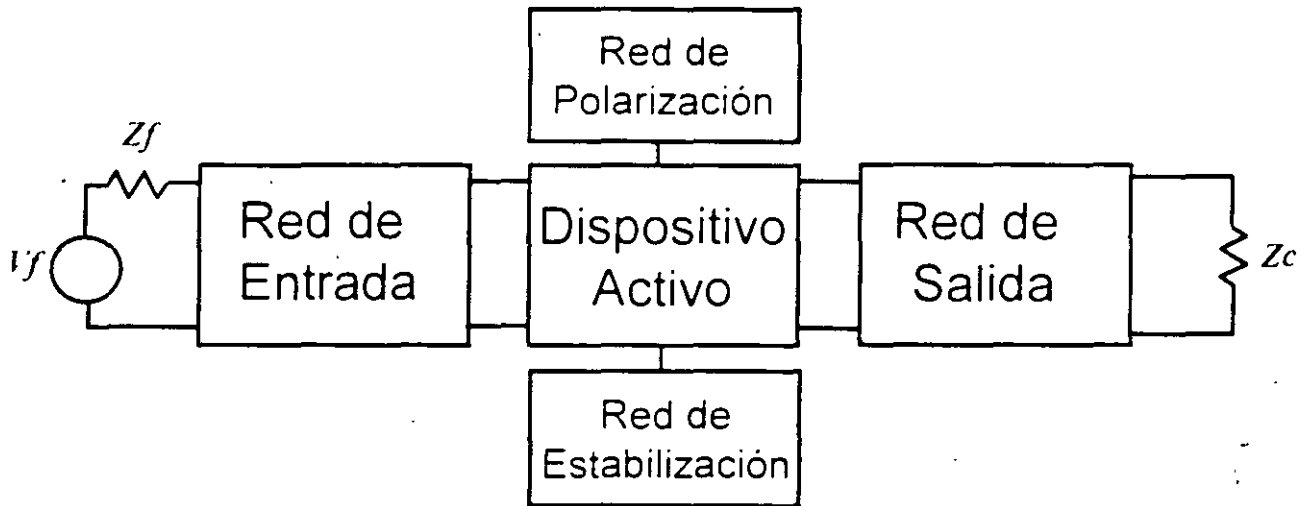 Red de
Polarización
Zf
Vf
Red de
Entrada
Dispositivo
Activo
Red de
Salida
Zc
Red de
Estabilización